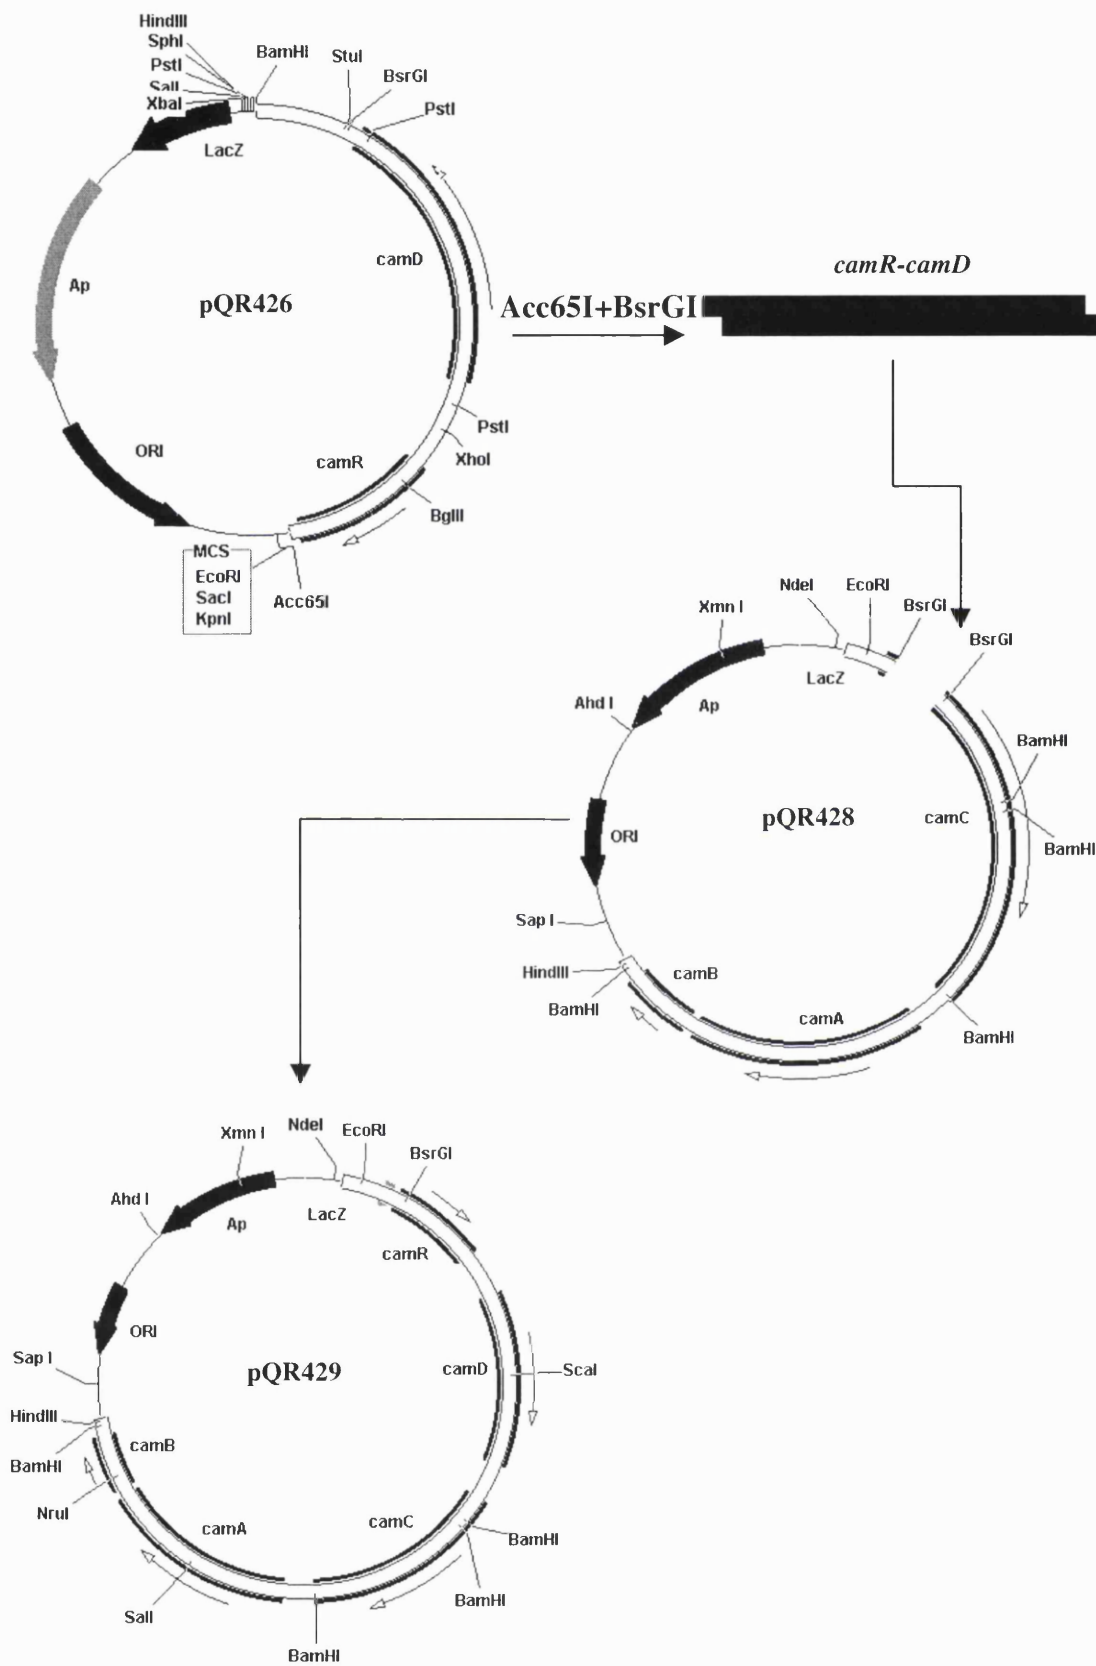 HindIII
SphI
PstI
SalI
XbaI
BamHI
StuI
BsrGI
PstI
LacZ
camD
Ap
pQR426
ORI
PstI
XhoI
camR
BglII
MCS
EcoRI
SacI
KpnI
Acc65I
Acc65I+BsrGI
camR-camD
NdeI
EcoRI
BsrGI
BsrGI
Xmn I
LacZ
Ahd I
Ap
BamHI
pQR428
camC
BamHI
ORI
Sap I
HindIII
camB
BamHI
camA
BamHI
NdeI
EcoRI
Xmn I
BsrGI
Ahd I
Ap
LacZ
camR
ORI
pQR429
camD
ScaI
Sap I
HindIII
camB
BamHI
NruI
camA
camC
BamHI
BamHI
SalI
BamHI